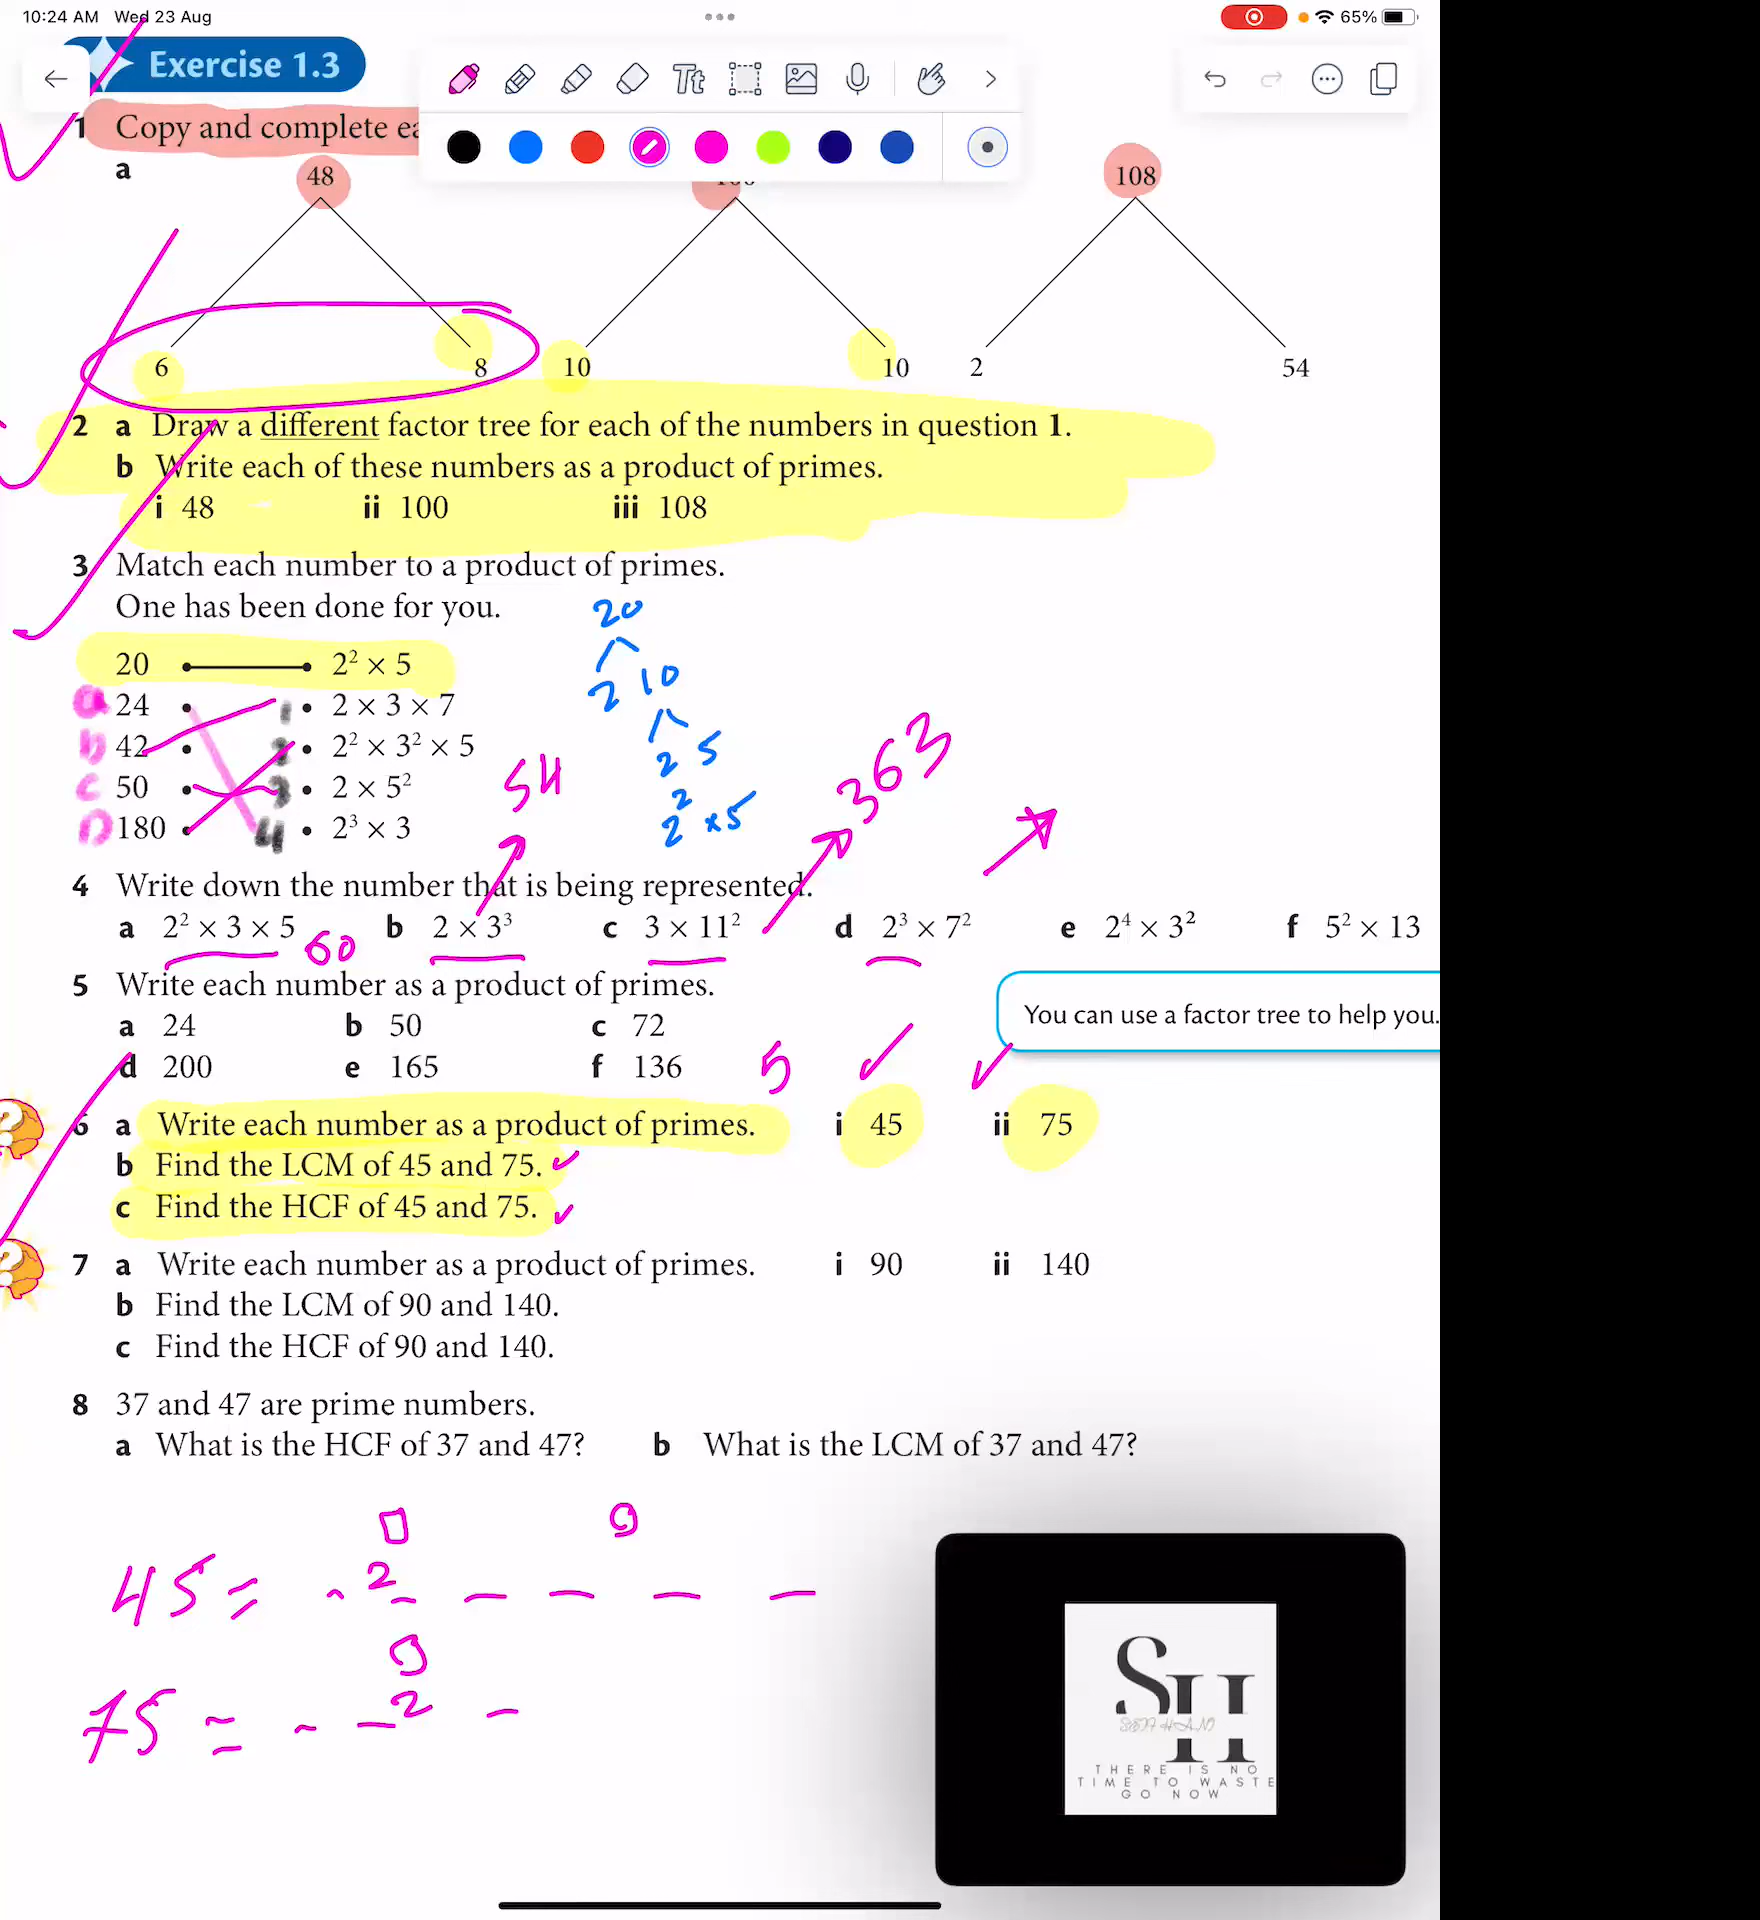 10:24 AM Wed 23 Aug
65%
Exercise 1.3
Tt
1 Copy and complete ea
a 48 108
6 8 10 10 2 54
2 a Draw a different factor tree for each of the numbers in question 1.
b Write each of these numbers as a product of primes.
i 48 ii 100 iii 108
3 Match each number to a product of primes.
One has been done for you.
20
20 2² × 5
2 10
a 24 1 2 × 3 × 7
b 42 2² × 3² × 5
2 5
c 50 3 2 × 5²
D 180 4 2³ × 3
2² × 5
54
363
4 Write down the number that is being represented.
a 2² × 3 × 5 60 b 2 × 3³ c 3 × 11² d 2³ × 7² e 2⁴ × 3² f 5² × 13
5 Write each number as a product of primes.
You can use a factor tree to help you.
a 24 b 50 c 72
d 200 e 165 f 136
5
6 a Write each number as a product of primes. i 45 ii 75
b Find the LCM of 45 and 75.
c Find the HCF of 45 and 75.
7 a Write each number as a product of primes. i 90 ii 140
b Find the LCM of 90 and 140.
c Find the HCF of 90 and 140.
8 37 and 47 are prime numbers.
a What is the HCF of 37 and 47? b What is the LCM of 37 and 47?
45 = - 2 - - - -
75 = - - 2 -
SH
THERE IS NO
TIME TO WASTE
GO NOW